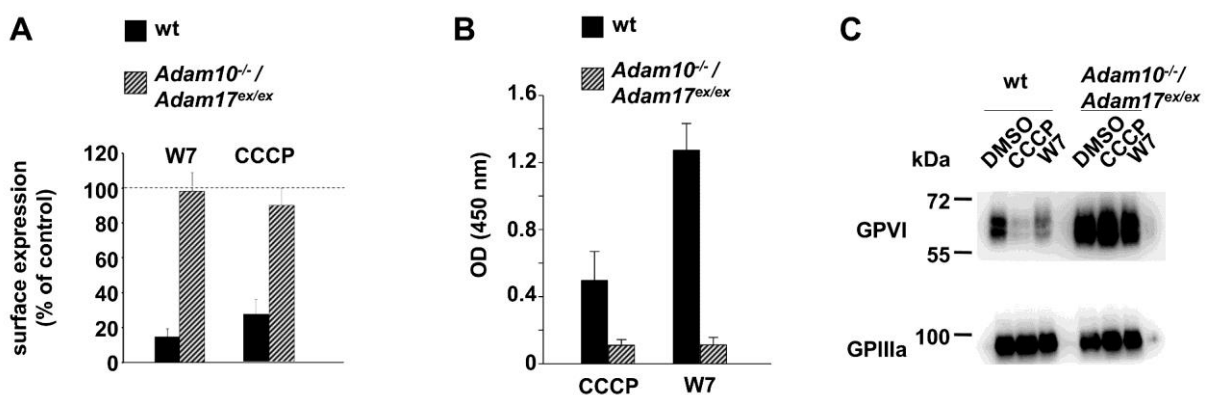 A
wt
Adam10-/-/
Adam17ex/ex
W7 CCCP
surface expression
(% of control)
120
100
80
60
40
20
0
B
wt
Adam10-/-/
Adam17ex/ex
OD (450 nm)
1.6
1.2
0.8
0.4
0
CCCP W7
C
wt
Adam10-/-/
Adam17ex/ex
kDa
DMSO CCCP W7 DMSO CCCP W7
72
GPVI
55
100
GPIIIa